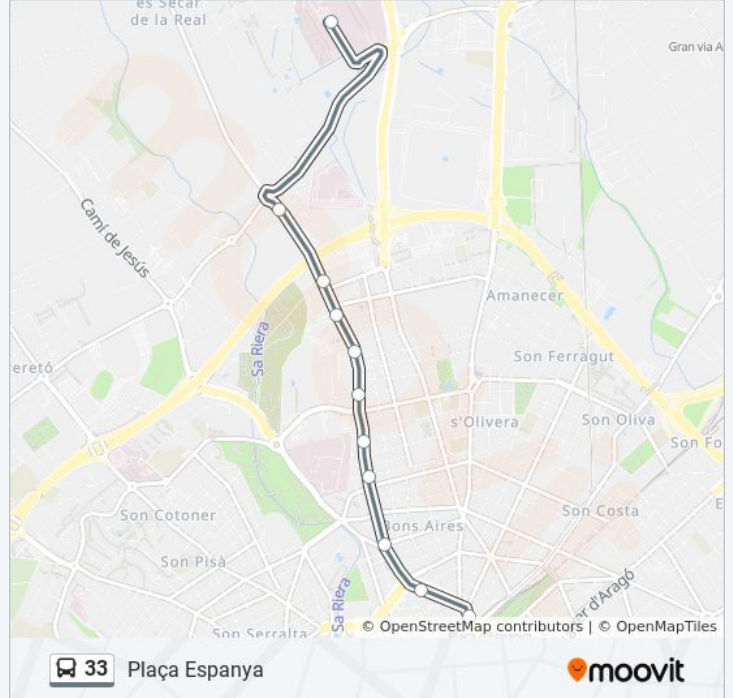 es Secar
de la Real
Gran via A
Camí de Jesús
Amanecer
Sa Riera
Son Ferragut
eretó
s'Olivera
Son Oliva
Son Fo
Son Cotoner
Bons Aires
Son Costa
E
Son Pisà
Sa Riera
er d'Aragó
Son Serralta
© OpenStreetMap contributors | © OpenMapTiles
33 Plaça Espanya
moovit